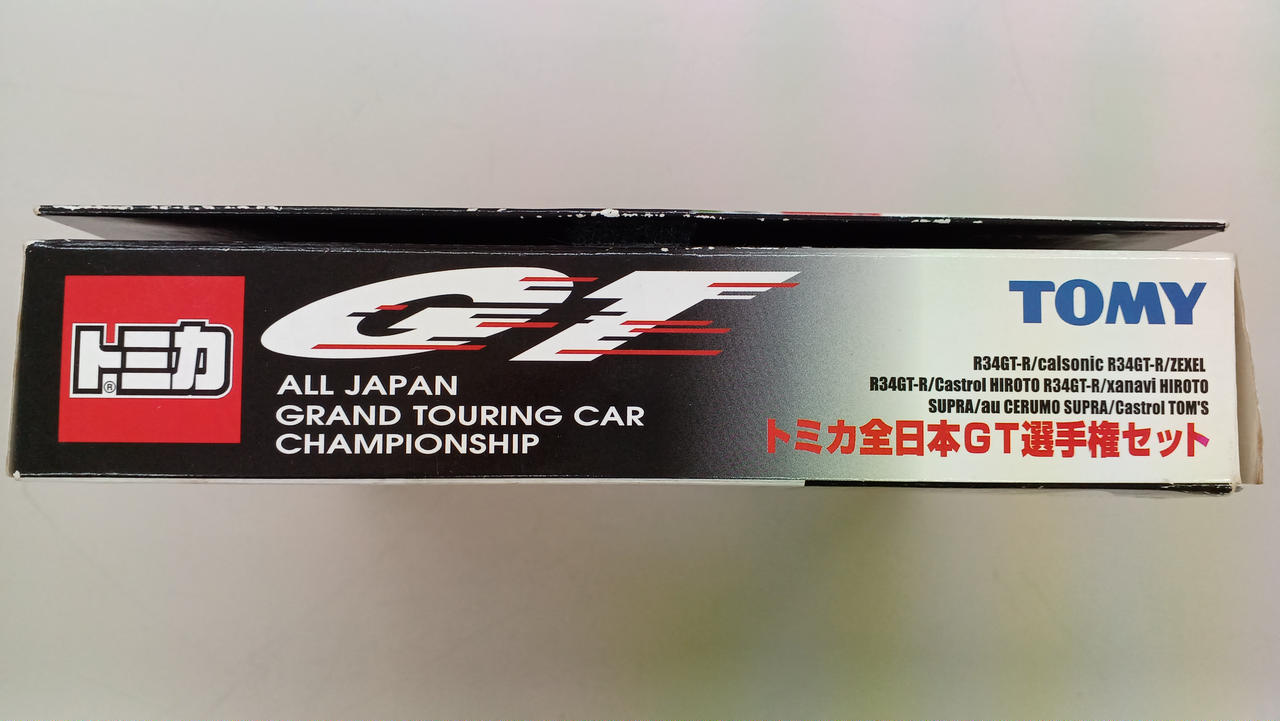 トミカ
®
GT
ALL JAPAN
GRAND TOURING CAR
CHAMPIONSHIP
TOMY
R34GT-R/calsonic R34GT-R/ZEXEL
R34GT-R/Castrol HIROTO R34GT-R/xanavi HIROTO
SUPRA/au CERUMO SUPRA/Castrol TOM'S
トミカ全日本GT選手権セット